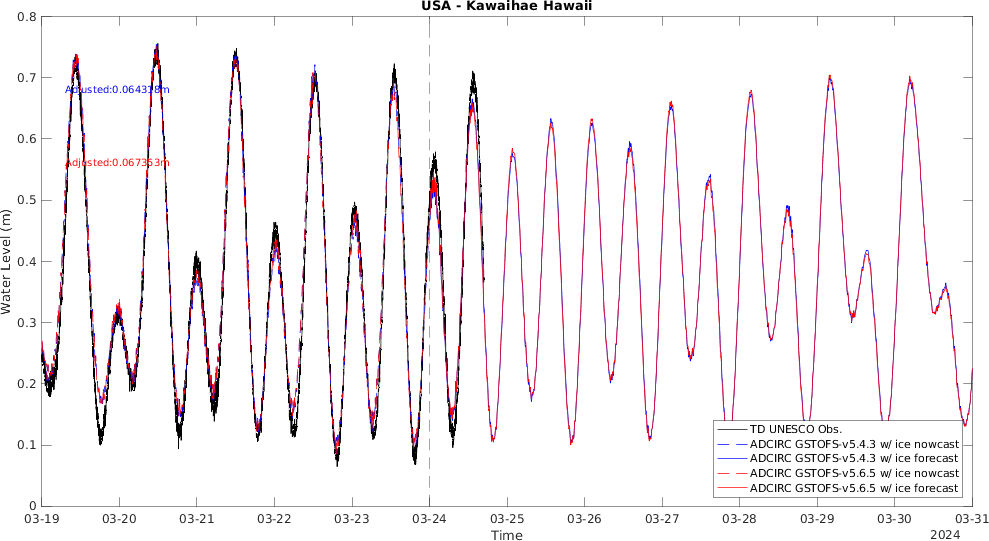 USA - Kawaihae Hawaii
0.8
0.7
0.6
0.5
0.4
0.3
0.2
0.1
0
Water Level (m)
Adjusted:0.064318m
Adjusted:0.067353m
TD UNESCO Obs.
ADCIRC GSTOFS-v5.4.3 w/ ice nowcast
ADCIRC GSTOFS-v5.4.3 w/ ice forecast
ADCIRC GSTOFS-v5.6.5 w/ ice nowcast
ADCIRC GSTOFS-v5.6.5 w/ ice forecast
03-19 03-20 03-21 03-22 03-23 03-24 03-25 03-26 03-27 03-28 03-29 03-30 03-31
Time
2024